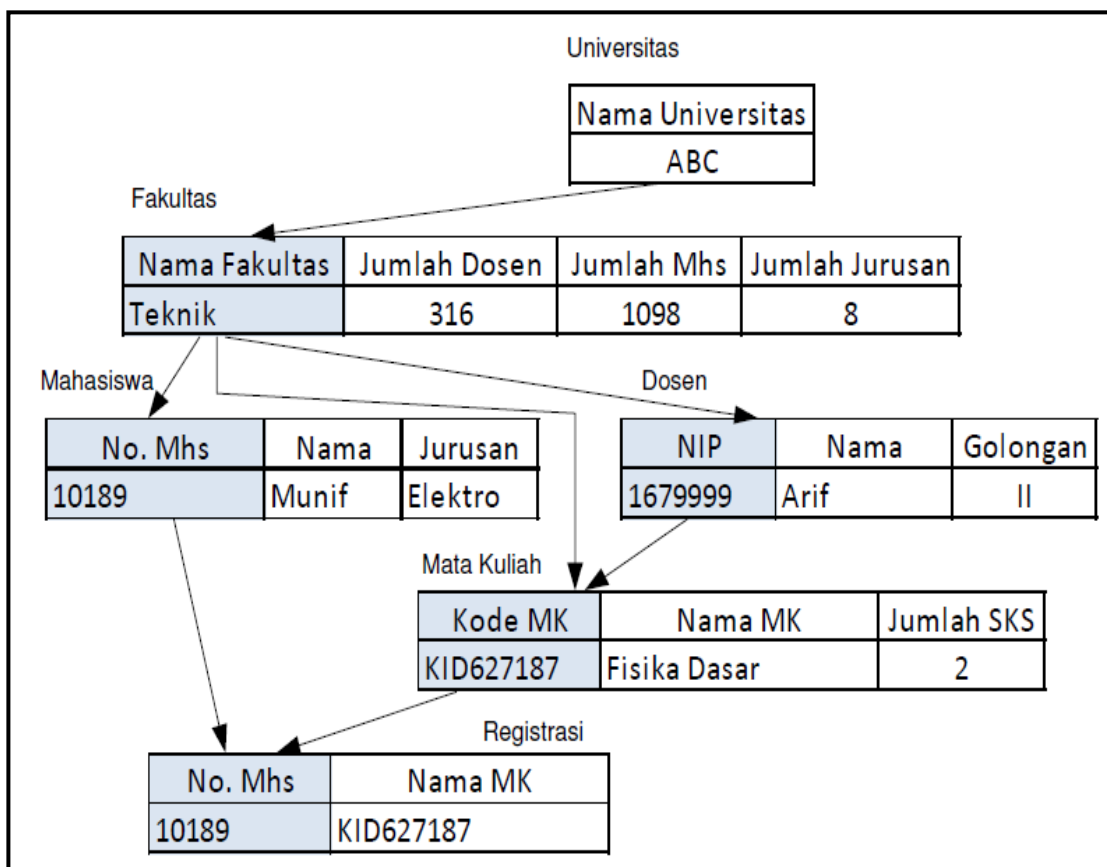 Universitas
Nama Universitas
ABC
Fakultas
Nama Fakultas Jumlah Dosen Jumlah Mhs Jumlah Jurusan
Teknik 316 1098 8
Mahasiswa
No. Mhs Nama Jurusan
10189 Munif Elektro
Dosen
NIP Nama Golongan
1679999 Arif II
Mata Kuliah
Kode MK Nama MK Jumlah SKS
KID627187 Fisika Dasar 2
Registrasi
No. Mhs Nama MK
10189 KID627187